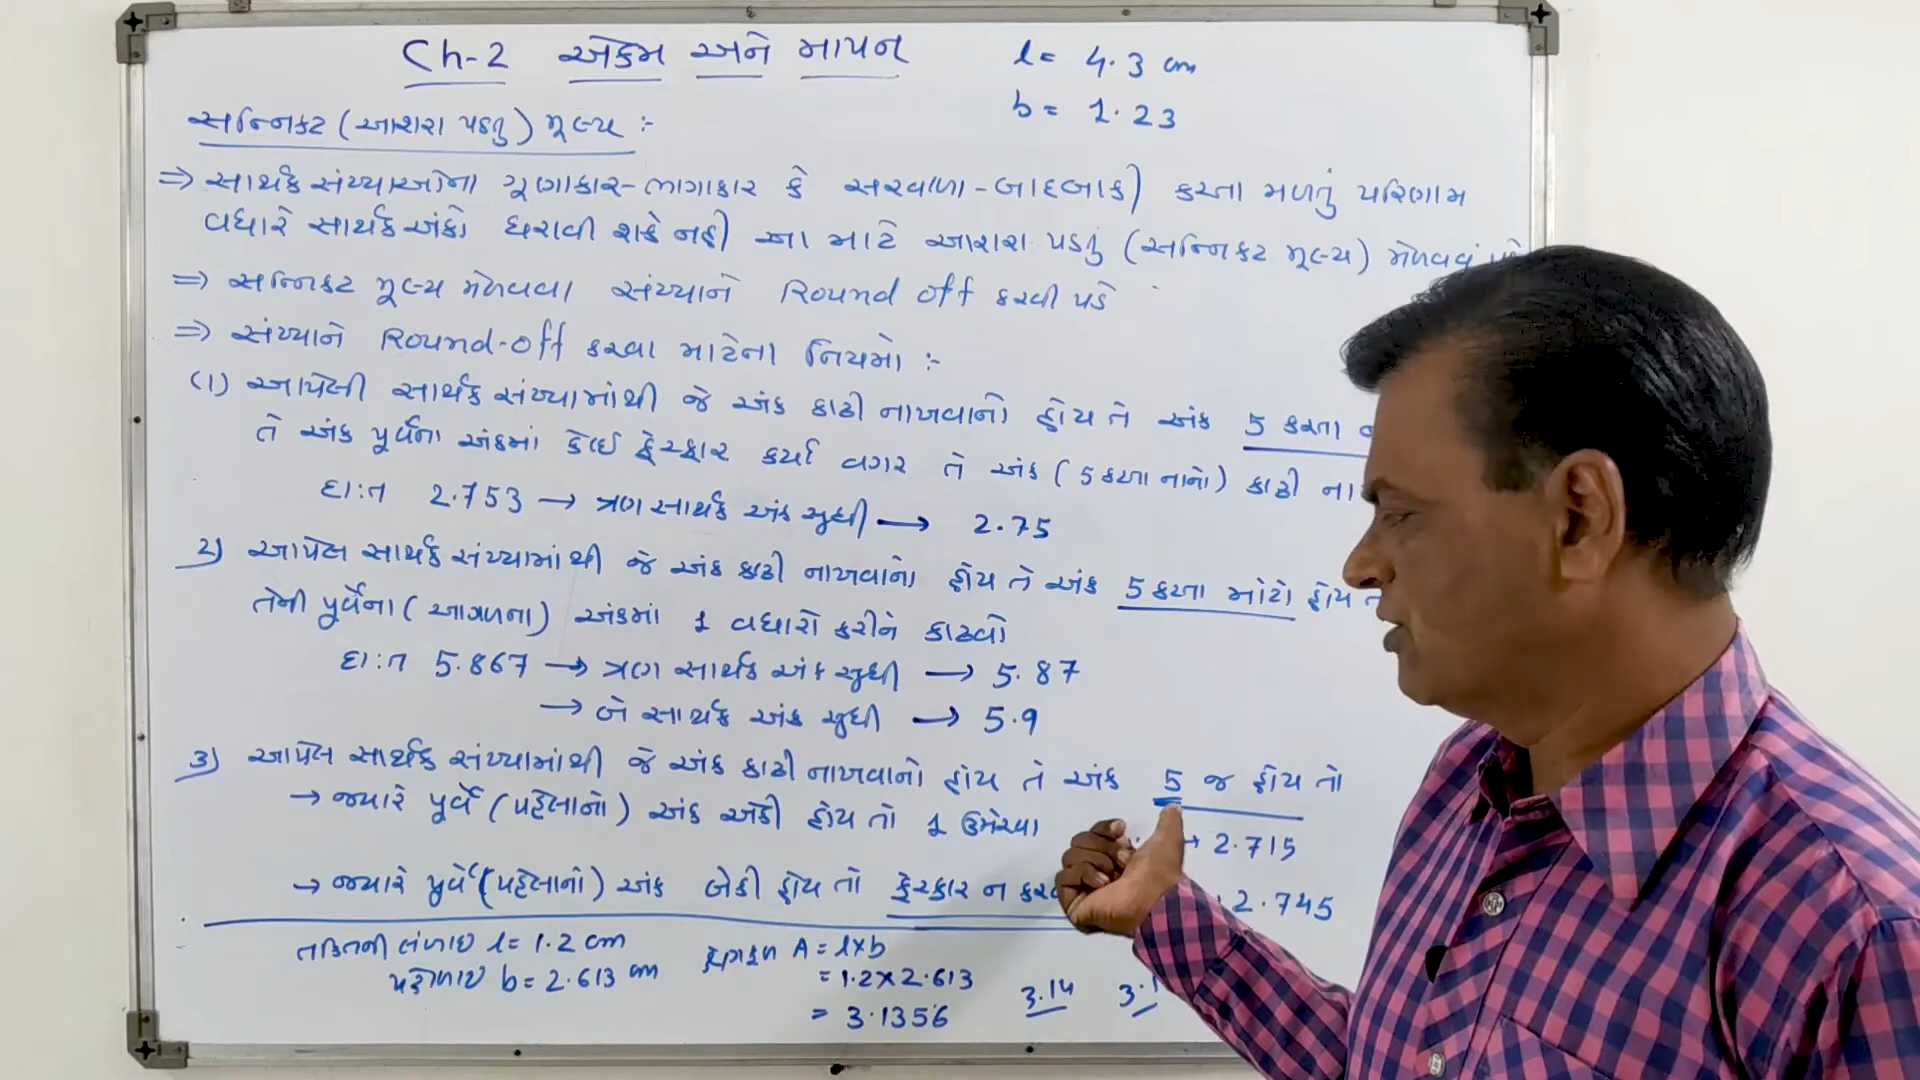 Ch-2 એકમ અને માપન
l = 4.3 cm
b = 1.23
સન્નિકટ (આશરા પડતુ) મૂલ્ય :-
⇒ સાર્થક સંખ્યાઓના ગૂણાકાર-ભાગાકાર કે સરવાળા-બાદબાકી કરતા મળતું પરિણામ
વધારે સાર્થક અંકો ધરાવી શકે નહી આ માટે આશરા પડતું (સન્નિકટ મૂલ્ય) મેળવવું
⇒ સન્નિકટ મૂલ્ય મેળવવા સંખ્યાને Round off કરવી પડે
⇒ સંખ્યાને Round-off કરવા માટેના નિયમો :-
(1) આપેલી સાર્થક સંખ્યામાંથી જે અંક કાઢી નાખવાનો હોય તે અંક 5 કરતા
તે અંક પૂર્વેના અંકમાં કોઈ ફેરફાર કર્યા વગર તે અંક (5 કરતા નાનો) કાઢી ના
દા:ત 2.753 → ત્રણ સાર્થક અંક સુધી → 2.75
2) આપેલ સાર્થક સંખ્યામાંથી જે અંક કાઢી નાખવાનો હોય તે અંક 5 કરતા મોટો હોય ત
તેની પૂર્વેના (આગળના) અંકમાં 1 વધારો કરીને કાઢવો
દા:ત 5.867 → ત્રણ સાર્થક અંક સુધી → 5.87
→ બે સાર્થક અંક સુધી → 5.9
3) આપેલ સાર્થક સંખ્યામાંથી જે અંક કાઢી નાખવાનો હોય તે અંક 5 જ હોય તો
→ જ્યારે પૂર્વે (પહેલાનો) અંક એકી હોય તો 1 ઉમેરવા → 2.715
→ જ્યારે પૂર્વે (પહેલાનો) અંક બેકી હોય તો ફેરફાર ન કર 2.745
તક્તિની લંબાઇ l = 1.2 cm
પહોળાઇ b = 2.613 cm
ક્ષેત્રફળ A = l×b
= 1.2×2.613
= 3.1356
3.14 3.1